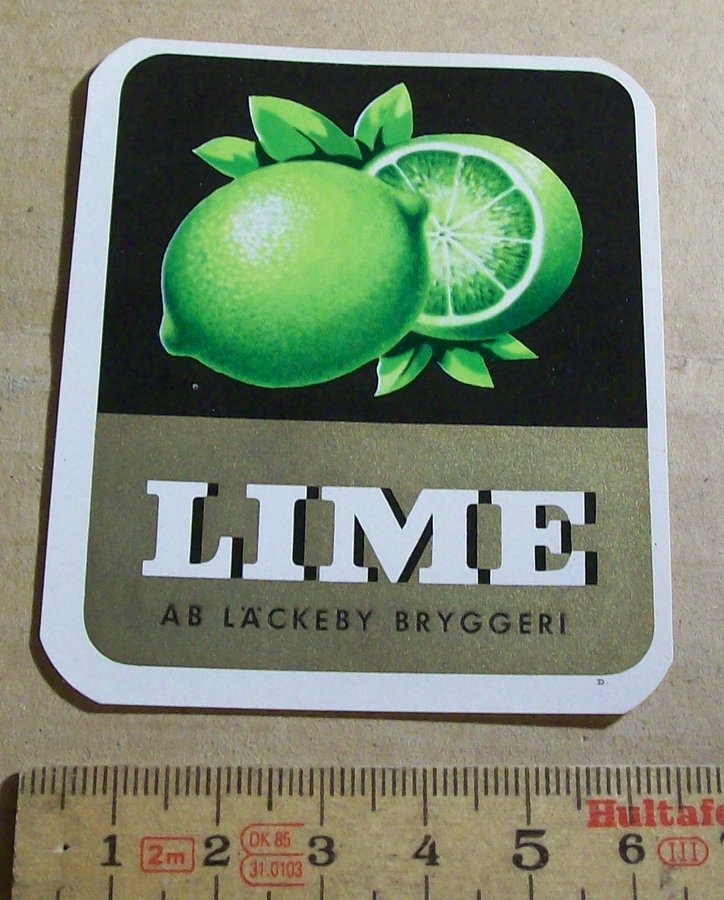 LIME
AB LÄCKEBY BRYGGERI
D.
Hultafo
1 2m 2 DK 85 3 4 5 6 III
31.0103